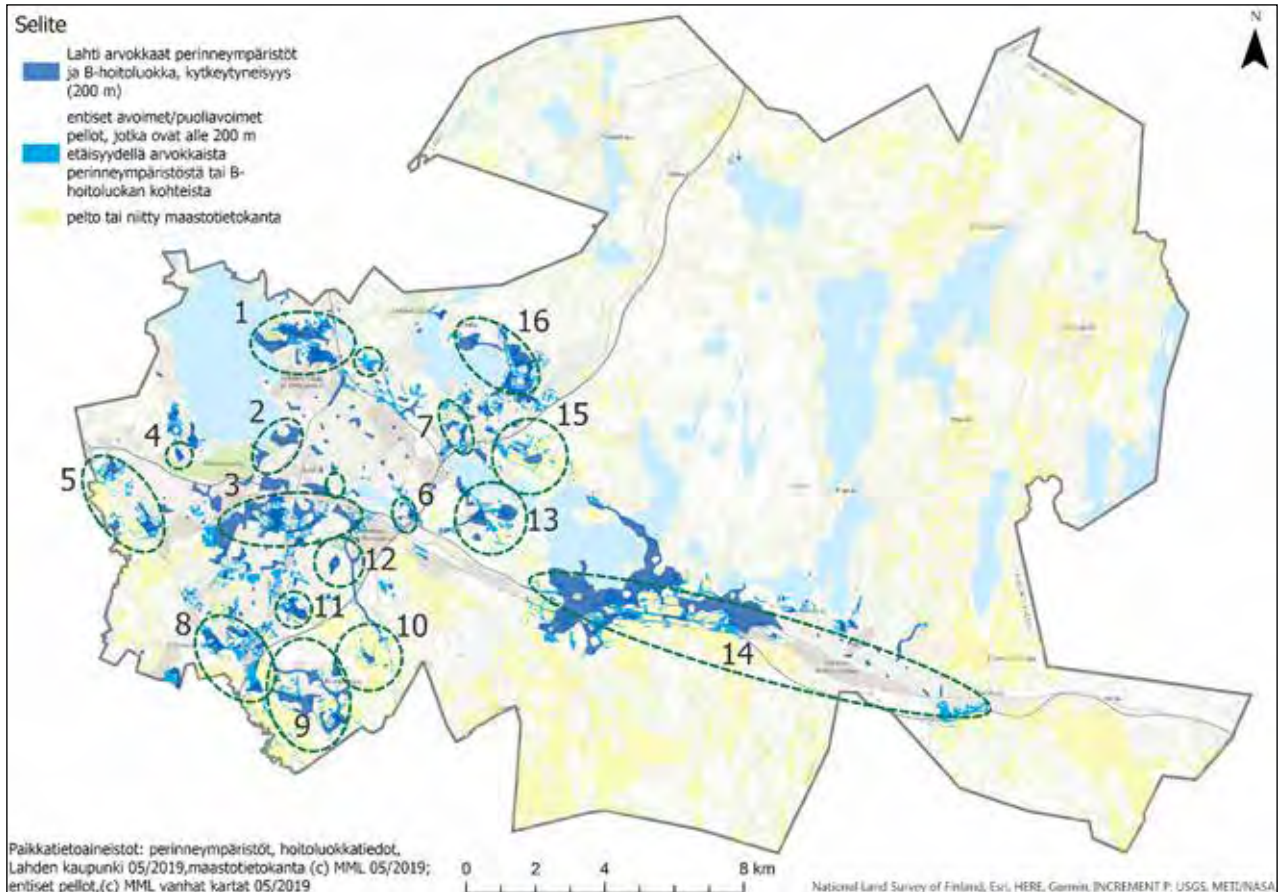 Selite
Lahti arvokkaat perinneympäristöt
ja B-hoitoluokka, kytkeytyneisyys
(200 m)
entiset avoimet/puoliavoimet
pellot, jotka ovat alle 200 m
etäisyydellä arvokkaista
perinneympäristöstä tai B-
hoitoluokan kohteista
pelto tai niitty maastotietokanta
N
1
16
2
7
15
4
5
3
6
13
12
11
8
10
14
9
Paikkatietoaineistot: perinneympäristöt, hoitoluokkatiedot,
Lahden kaupunki 05/2019,maastotietokanta (c) MML 05/2019;
entiset pellot,(c) MML vanhat kartat 05/2019
0 2 4 8 km
National Land Survey of Finland, Esri, HERE, Garmin, INCREMENT P, USGS, METI/NASA